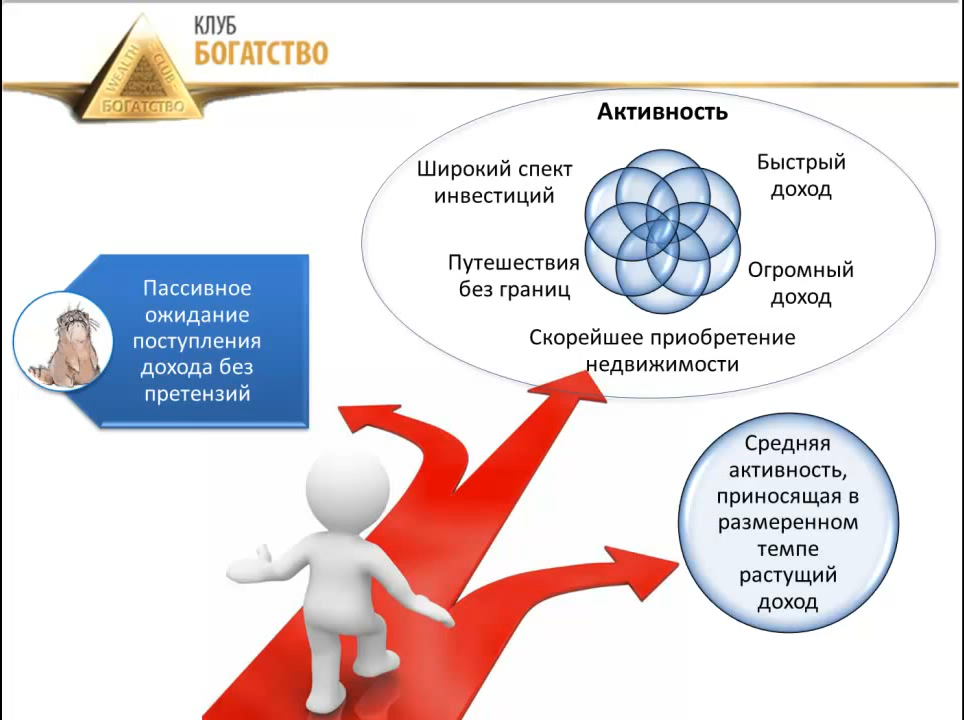 КЛУБ
БОГАТСТВО
WEALTH
CLUB
БОГАТСТВО
Активность
Широкий спект
инвестиций
Быстрый
доход
Путешествия
без границ
Огромный
доход
Скорейшее приобретение
недвижимости
Пассивное
ожидание
поступления
дохода без
претензий
Средняя
активность,
приносящая в
размеренном
темпе
растущий
доход